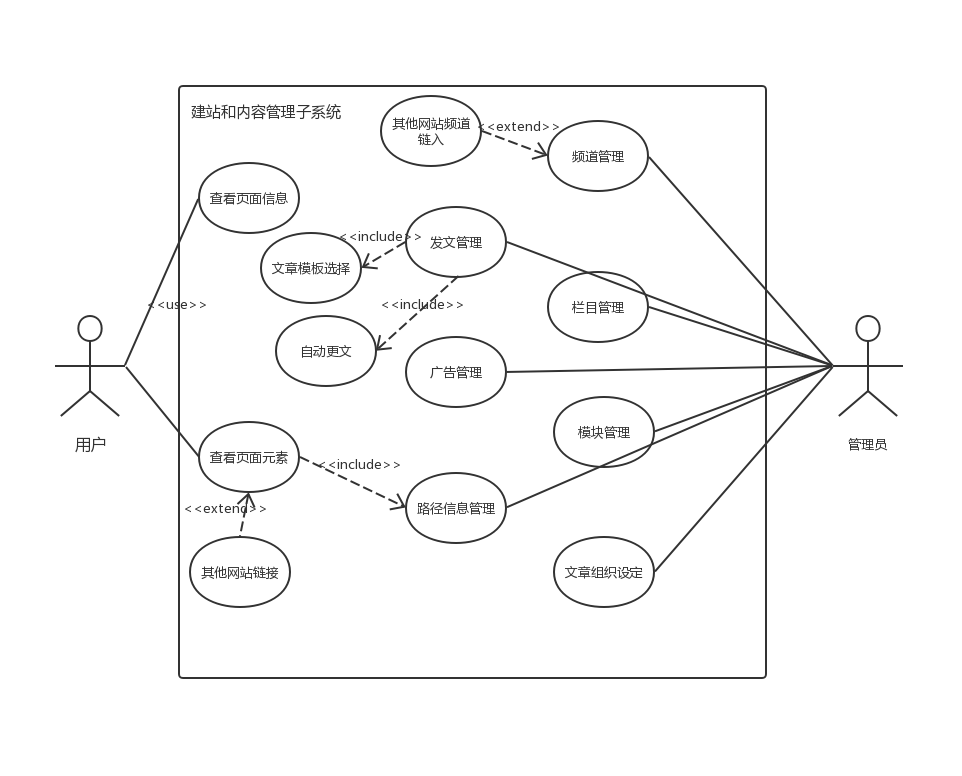 建站和内容管理子系统
其他网站频道
链入
<<extend>>
频道管理
查看页面信息
<<include>>
发文管理
文章模板选择
<<use>>
<<include>>
栏目管理
自动更文
广告管理
用户
管理员
模块管理
查看页面元素
<<include>>
<<extend>>
路径信息管理
其他网站链接
文章组织设定